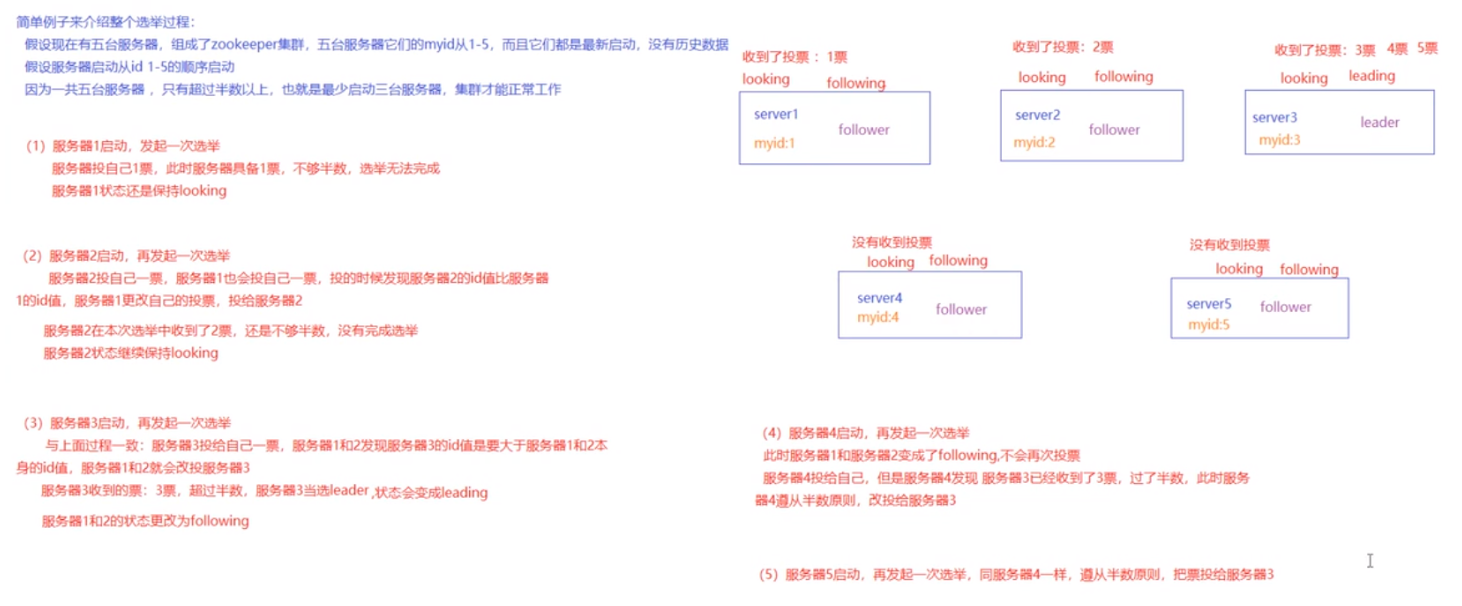 简单例子来介绍整个选举过程：
假设现在有五台服务器，组成了zookeeper集群，五台服务器它们的myid从1-5，而且它们都是最新启动，没有历史数据
假设服务器启动从id 1-5的顺序启动
因为一共五台服务器 ，只有超过半数以上，也就是最少启动三台服务器，集群才能正常工作
（1）服务器1启动，发起一次选举
服务器投自己1票，此时服务器具备1票，不够半数，选举无法完成
服务器1状态还是保持looking
（2）服务器2启动，再发起一次选举
服务器2投自己一票，服务器1也会投自己一票，投的时候发现服务器2的id值比服务器
1的id值，服务器1更改自己的投票，投给服务器2
服务器2在本次选举中收到了2票，还是不够半数，没有完成选举
服务器2状态继续保持looking
（3）服务器3启动，再发起一次选举
与上面过程一致：服务器3投给自己一票，服务器1和2发现服务器3的id值是要大于服务器1和2本
身的id值，服务器1和2就会改投服务器3
服务器3收到的票：3票，超过半数，服务器3当选leader ,状态会变成leading
服务器1和2的状态更改为following
收到了投票 ：1票
looking following
server1
follower
myid:1
收到了投票：2票
looking following
server2
follower
myid:2
收到了投票：3票 4票 5票
looking leading
server3
leader
myid:3
没有收到投票
looking following
server4
follower
myid:4
没有收到投票
looking following
server5
follower
myid:5
（4）服务器4启动，再发起一次选举
此时服务器1和服务器2变成了following,不会再次投票
服务器4投给自己，但是服务器4发现 服务器3已经收到了3票，过了半数，此时服务
器4遵从半数原则，改投给服务器3
（5）服务器5启动，再发起一次选举，同服务器4一样，遵从半数原则，把票投给服务器3